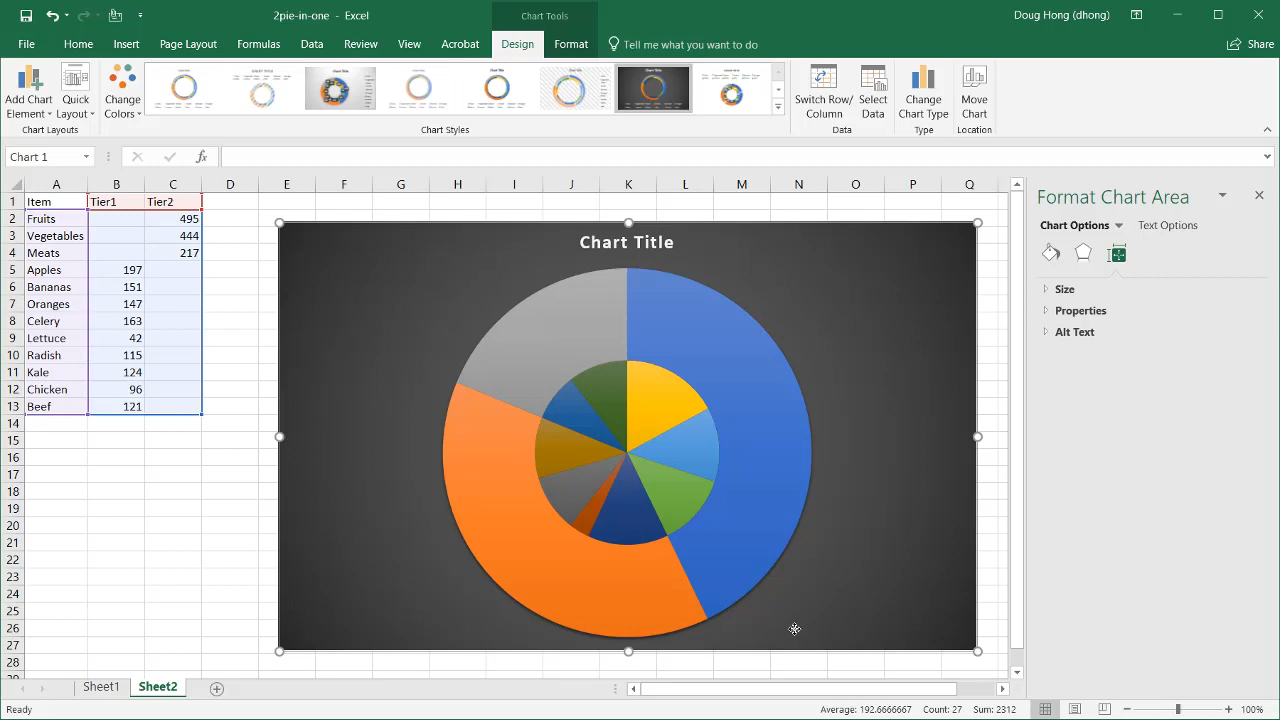 2pie-in-one - Excel
Chart Tools
Doug Hong (dhong)
File Home Insert Page Layout Formulas Data Review View Acrobat Design Format Tell me what you want to do Share
Add Chart Element
Quick Layout
Change Colors
Switch Row/ Column
Select Data
Change Chart Type
Move Chart
Chart Layouts Chart Styles Data Type Location
Chart 1 fx
A B C D E F G H I J K L M N O P Q
1 Item Tier1 Tier2
2 Fruits 495
3 Vegetables 444
4 Meats 217
5 Apples 197
6 Bananas 151
7 Oranges 147
8 Celery 163
9 Lettuce 42
10 Radish 115
11 Kale 124
12 Chicken 96
13 Beef 121
14
15
16
17
18
19
20
21
22
23
24
25
26
27
28
Chart Title
Format Chart Area
Chart Options Text Options
Size
Properties
Alt Text
Sheet1 Sheet2
Ready Average: 192.6666667 Count: 27 Sum: 2312 100%